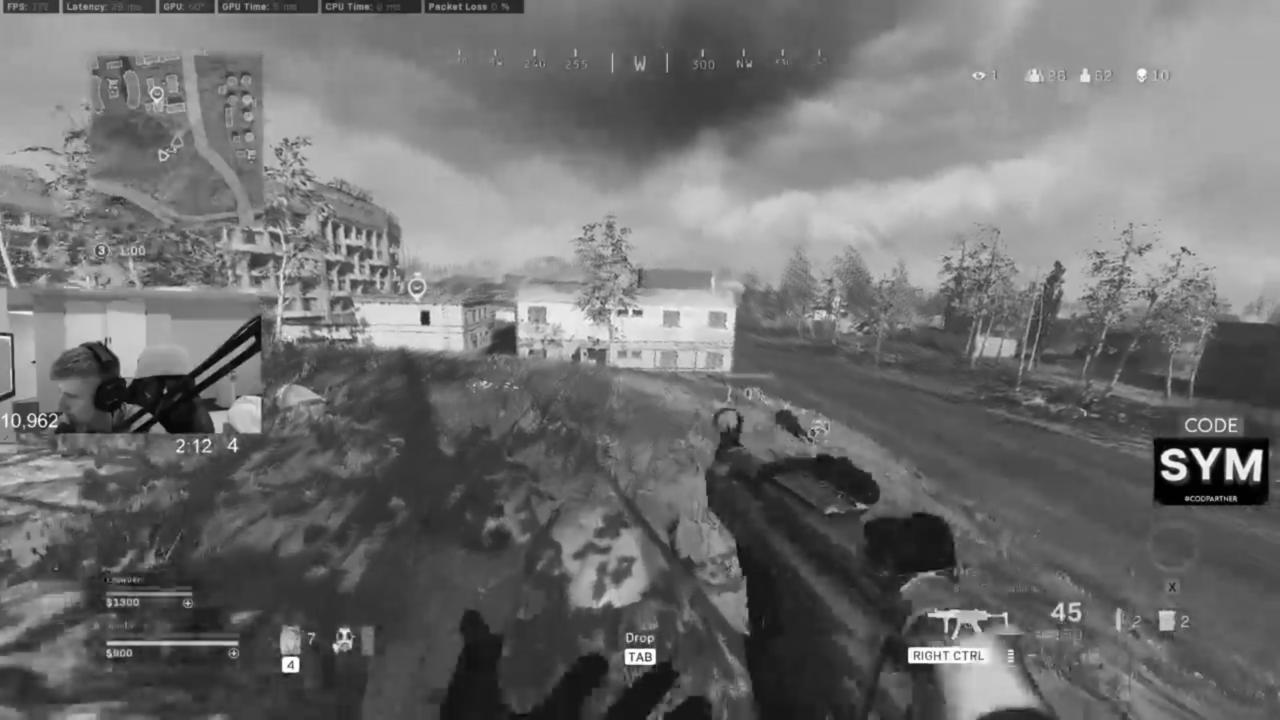 FPS: Latency: GPU: GPU Time: CPU Time: Packet Loss 0 %
240 255 W 300 NW
1 26 62 10
3 1:00
10,962
2:12 4
CODE
SYM
@CODPARTNER
X
$1300
$800
7
4
Drop
TAB
45
2 2
RIGHT CTRL